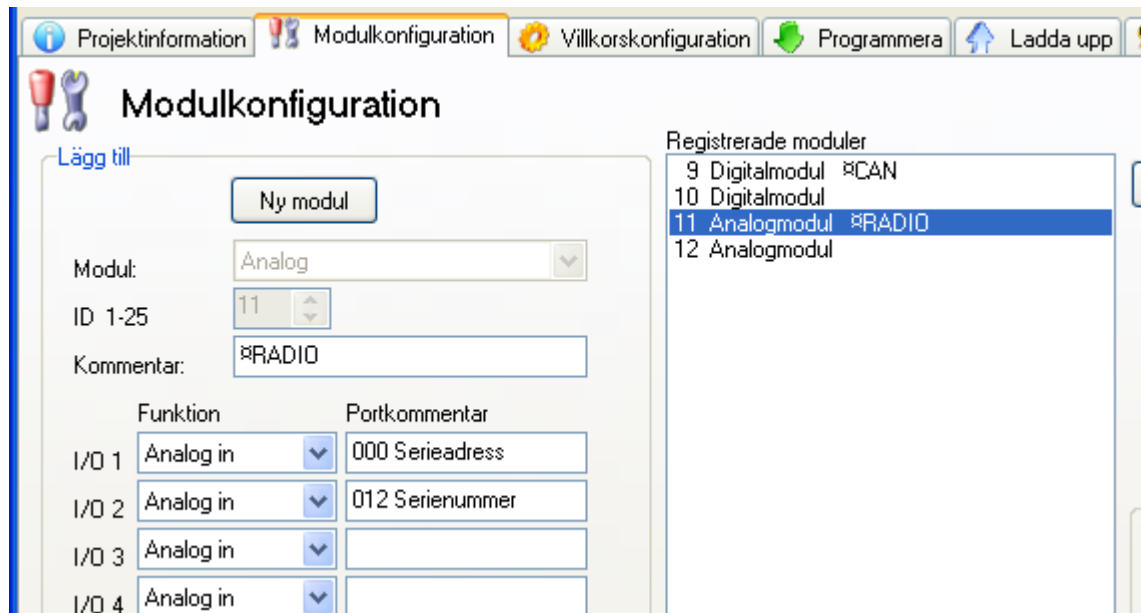 Projektinformation Modulkonfiguration Villkorskonfiguration Programmera Ladda upp
Modulkonfiguration
Lägg till
Ny modul
Modul: Analog
ID 1-25 11
Kommentar: ¤RADIO
Funktion Portkommentar
I/O 1 Analog in 000 Serieadress
I/O 2 Analog in 012 Serienummer
I/O 3 Analog in
I/O 4 Analog in
Registrerade moduler
9 Digitalmodul ¤CAN
10 Digitalmodul
11 Analogmodul ¤RADIO
12 Analogmodul